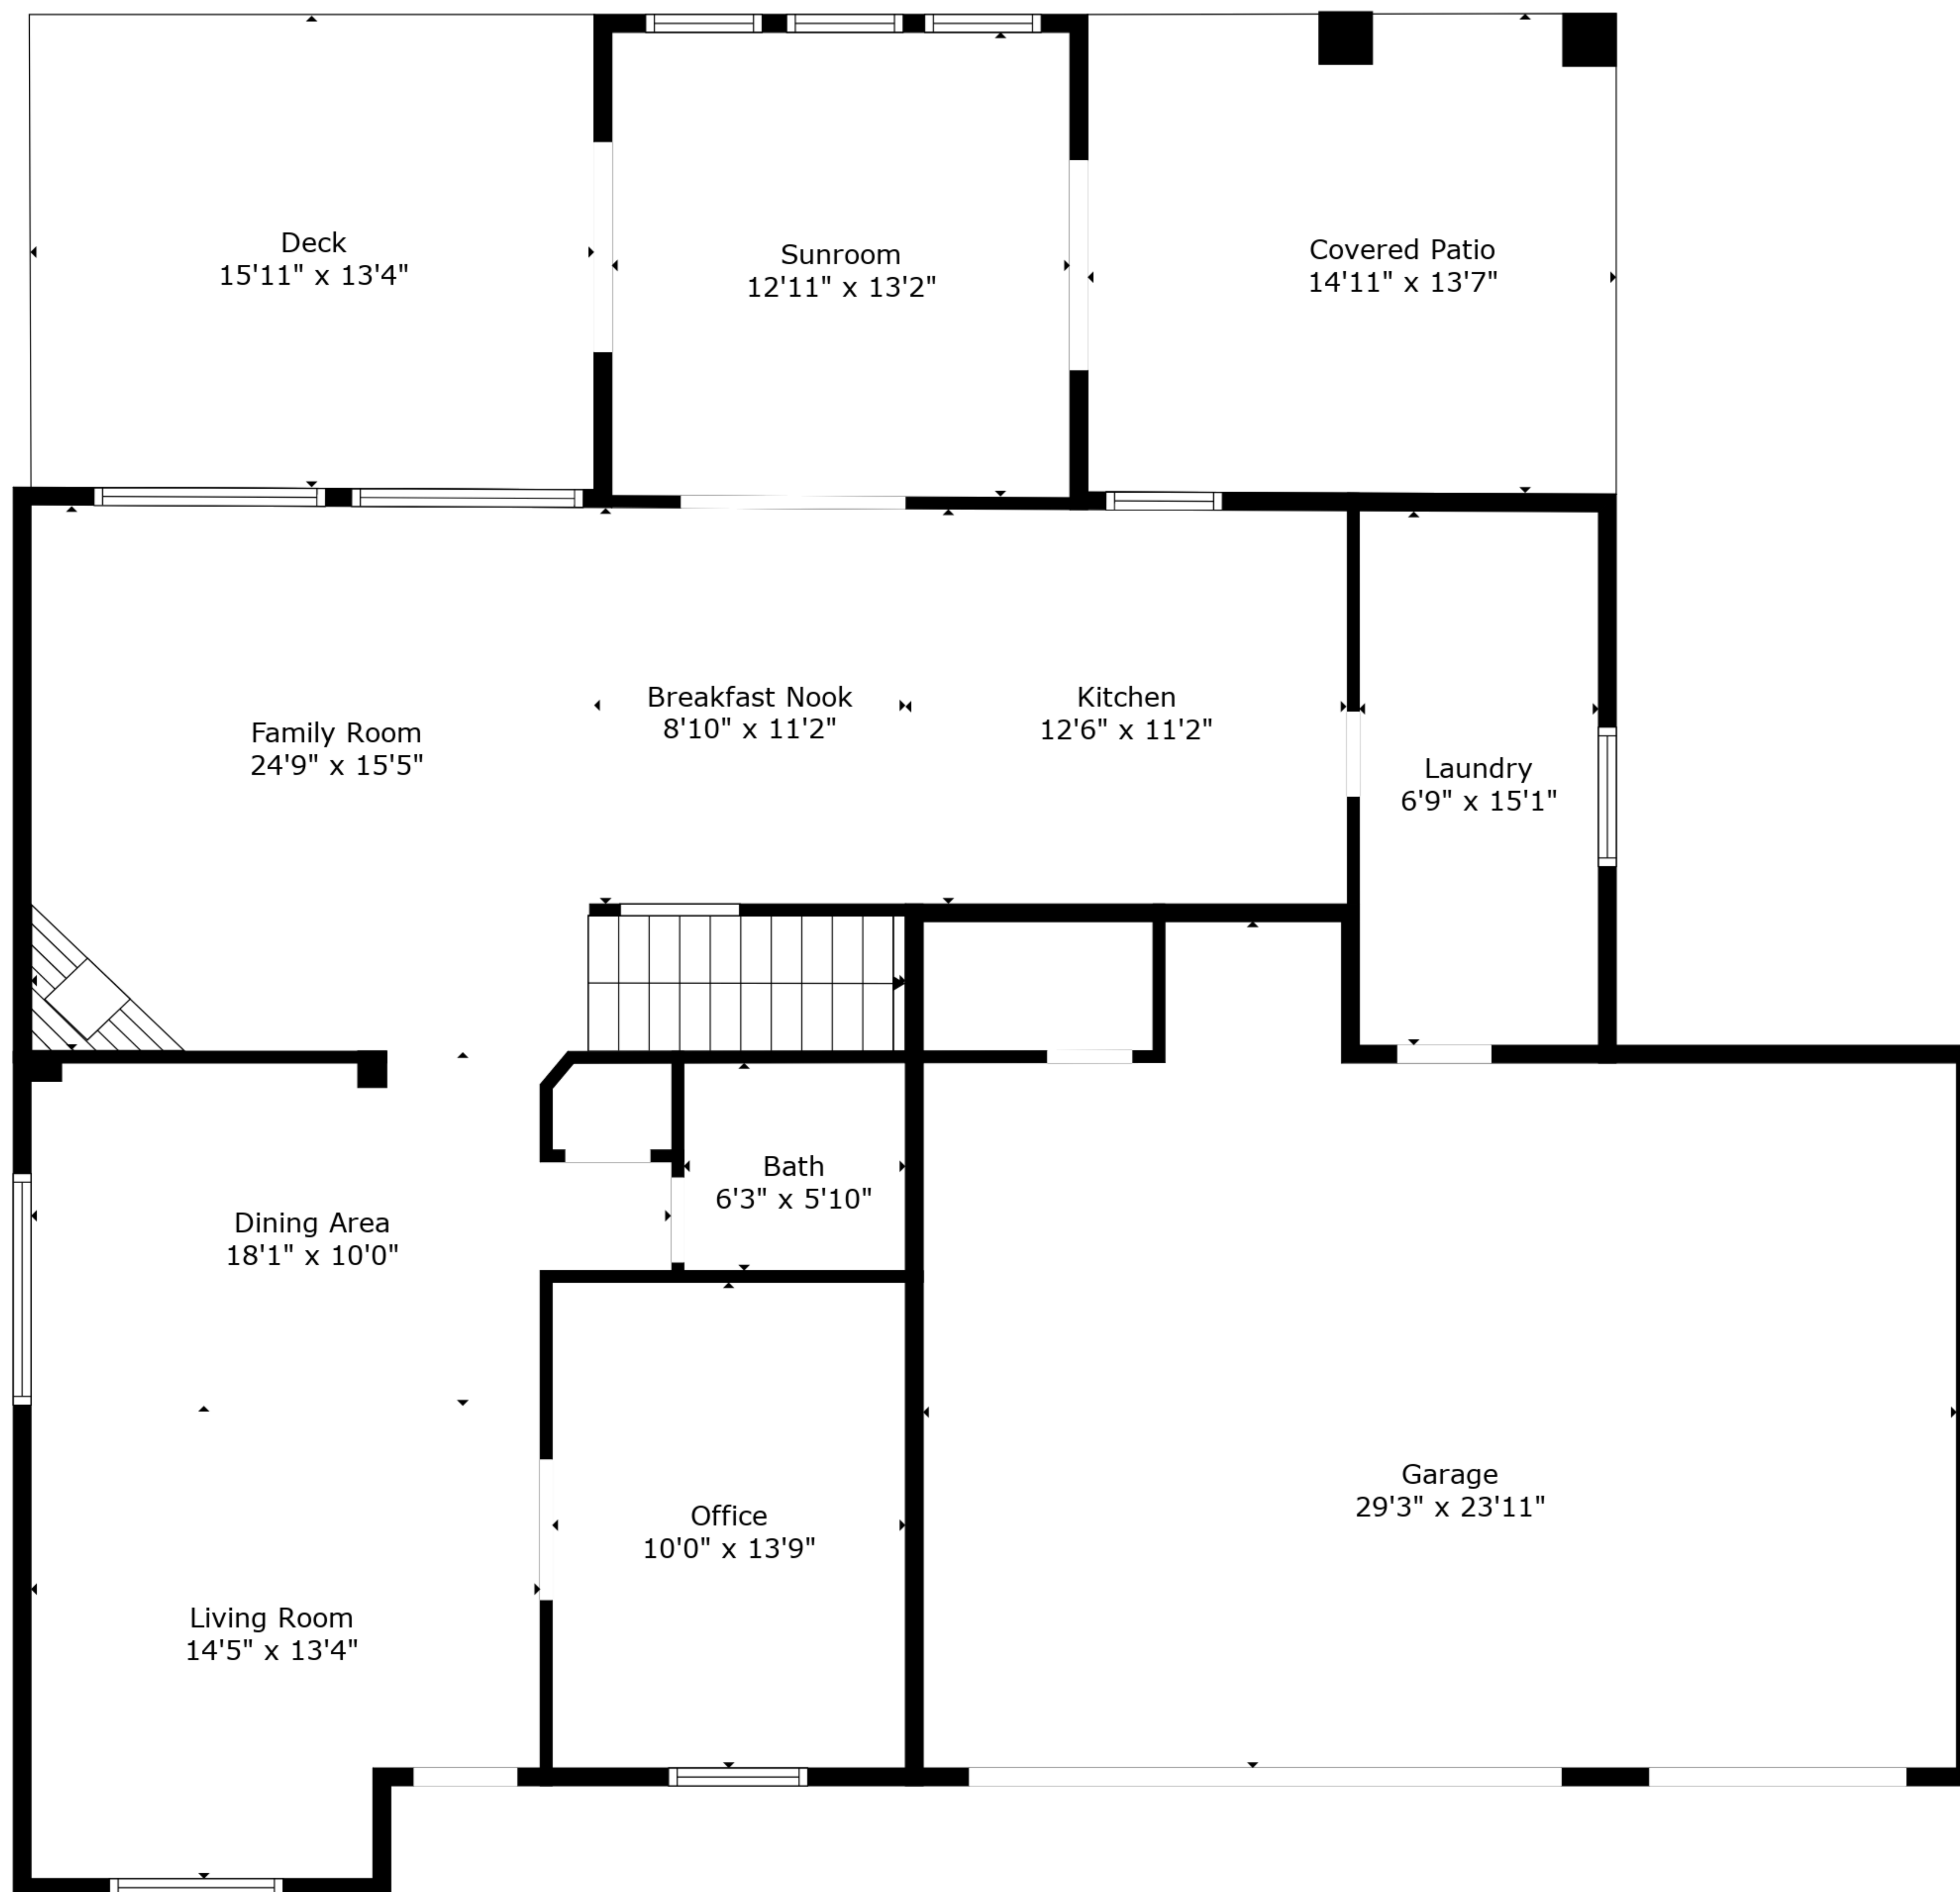 Deck
15'11" x 13'4"
Sunroom
12'11" x 13'2"
Covered Patio
14'11" x 13'7"
Family Room
24'9" x 15'5"
Breakfast Nook
8'10" x 11'2"
Kitchen
12'6" x 11'2"
Laundry
6'9" x 15'1"
Dining Area
18'1" x 10'0"
Bath
6'3" x 5'10"
Living Room
14'5" x 13'4"
Office
10'0" x 13'9"
Garage
29'3" x 23'11"